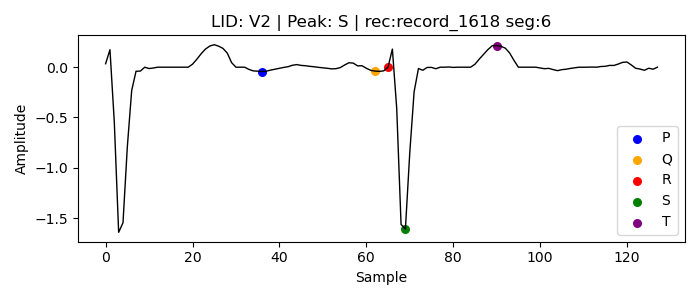 LID: V2 | Peak: S | rec:record_1618 seg:6
Amplitude
0.0
−0.5
−1.0
−1.5
P
Q
R
S
T
0 20 40 60 80 100 120
Sample